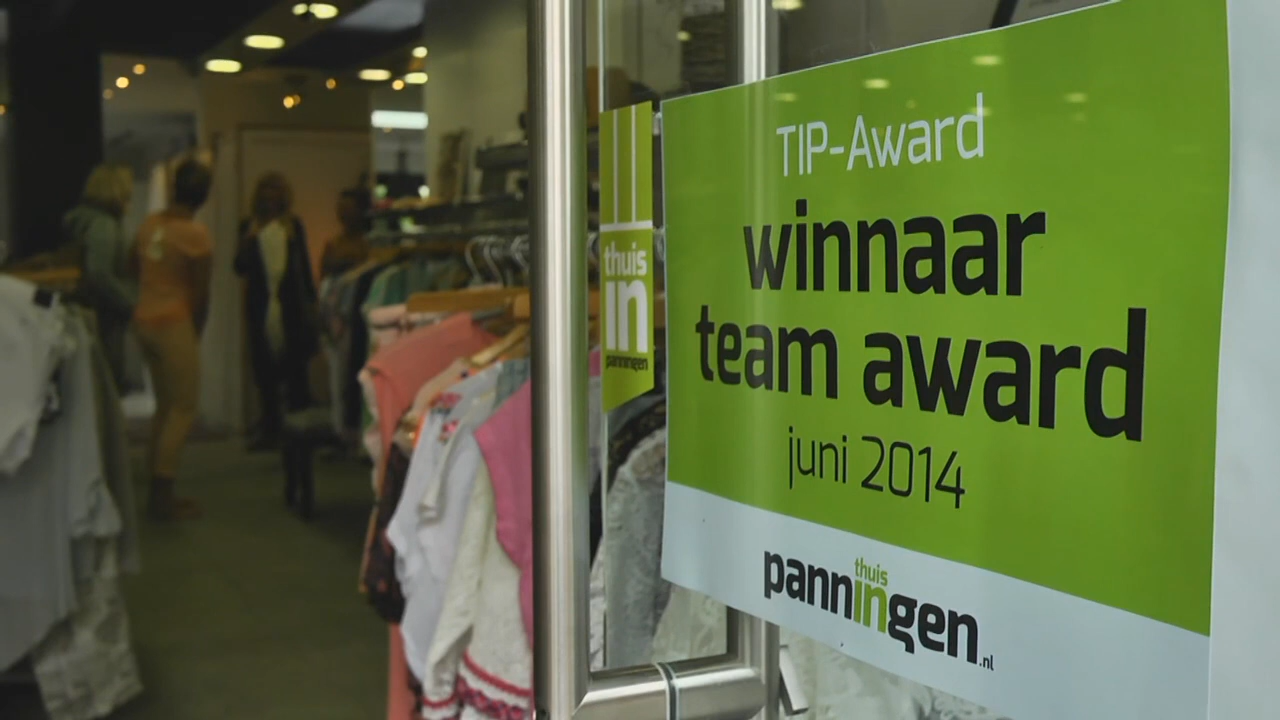 TIP-Award
winnaar
team award
juni 2014
thuis
panningen
.nl
thuis
in
panningen